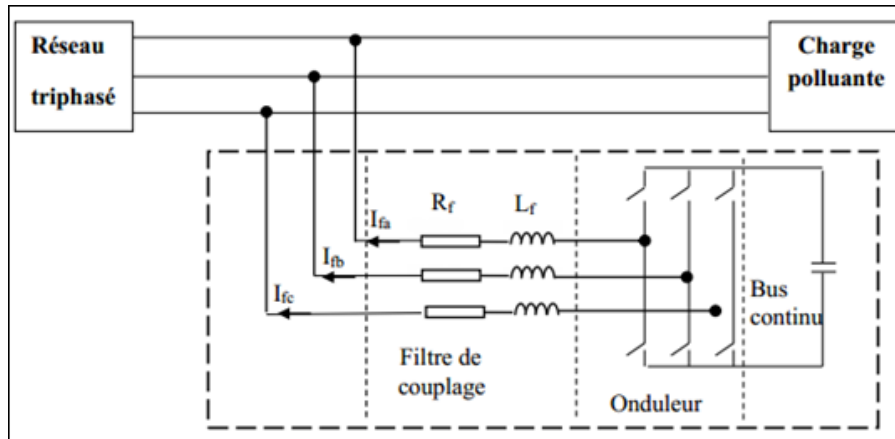 Réseau
triphasé
Charge
polluante
Rf
Lf
Ifa
Ifb
Ifc
Bus
continu
Filtre de
couplage
Onduleur